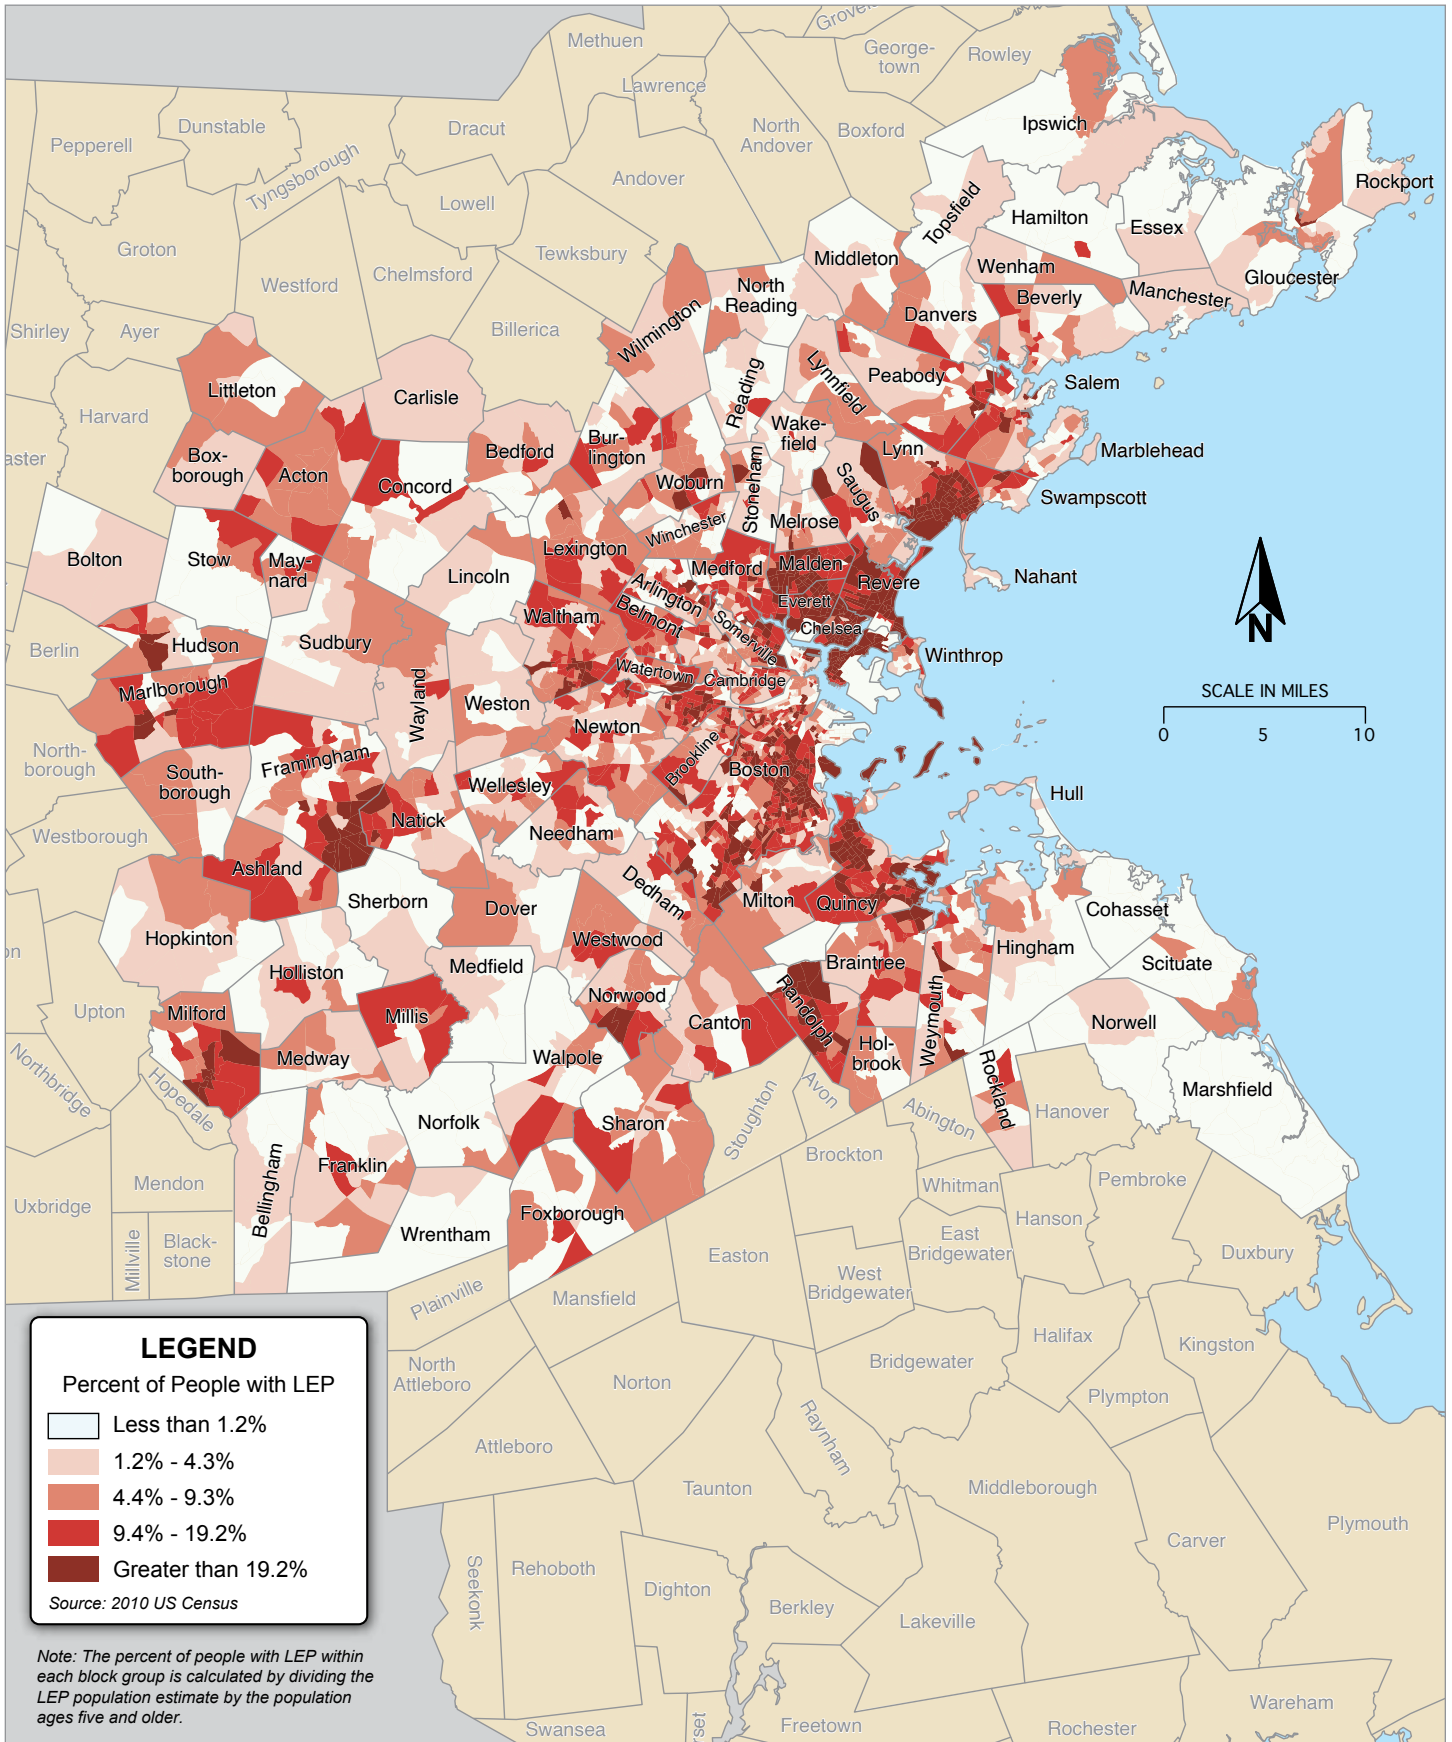 Methuen
Grovel
George-
town
Rowley
Lawrence
Pepperell
Dunstable
Dracut
North
Andover
Boxford
Ipswich
Tyngsborough
Andover
Lowell
Rockport
Topsfield
Hamilton
Essex
Groton
Westford
Chelmsford
Tewksbury
Middleton
Wenham
Gloucester
North
Reading
Beverly
Manchester
Shirley
Ayer
Billerica
Wilmington
Danvers
Littleton
Carlisle
Reading
Lynnfield
Peabody
Salem
Harvard
aster
Box-
borough
Acton
Concord
Bedford
Bur-
lington
Wake-
field
Lynn
Marblehead
Woburn
Stoneham
Saugus
Swampscott
Bolton
Stow
May-
nard
Lincoln
Lexington
Winchester
Melrose
Medford
Malden
Revere
Nahant
Arlington
Everett
Waltham
Belmont
Somerville
Chelsea
Berlin
Hudson
Sudbury
Winthrop
N
Marlborough
Wayland
Weston
Watertown
Cambridge
SCALE IN MILES
0
5
10
North-
borough
South-
borough
Framingham
Newton
Brookline
Boston
Wellesley
Hull
Westborough
Natick
Needham
Ashland
Sherborn
Dover
Dedham
Milton
Quincy
Cohasset
on
Hopkinton
Westwood
Hingham
Holliston
Medfield
Braintree
Scituate
Upton
Milford
Millis
Norwood
Canton
Randolph
Weymouth
Norwell
Northbridge
Hopedale
Medway
Walpole
Hol-
brook
Rockland
Marshfield
Norfolk
Sharon
Stoughton
Avon
Abington
Hanover
Uxbridge
Mendon
Bellingham
Franklin
Brockton
Whitman
Pembroke
Millville
Black-
stone
Wrentham
Foxborough
Easton
West
Bridgewater
East
Bridgewater
Hanson
Duxbury
Plainville
Mansfield
Halifax
Kingston
LEGEND
Percent of People with LEP
Less than 1.2%
1.2% - 4.3%
4.4% - 9.3%
9.4% - 19.2%
Greater than 19.2%
Source: 2010 US Census
North
Attleboro
Norton
Bridgewater
Plympton
Attleboro
Raynham
Taunton
Middleborough
Carver
Plymouth
Seekonk
Rehoboth
Dighton
Berkley
Lakeville
Note: The percent of people with LEP within
each block group is calculated by dividing the
LEP population estimate by the population
ages five and older.
Swansea
rset
Freetown
Rochester
Wareham